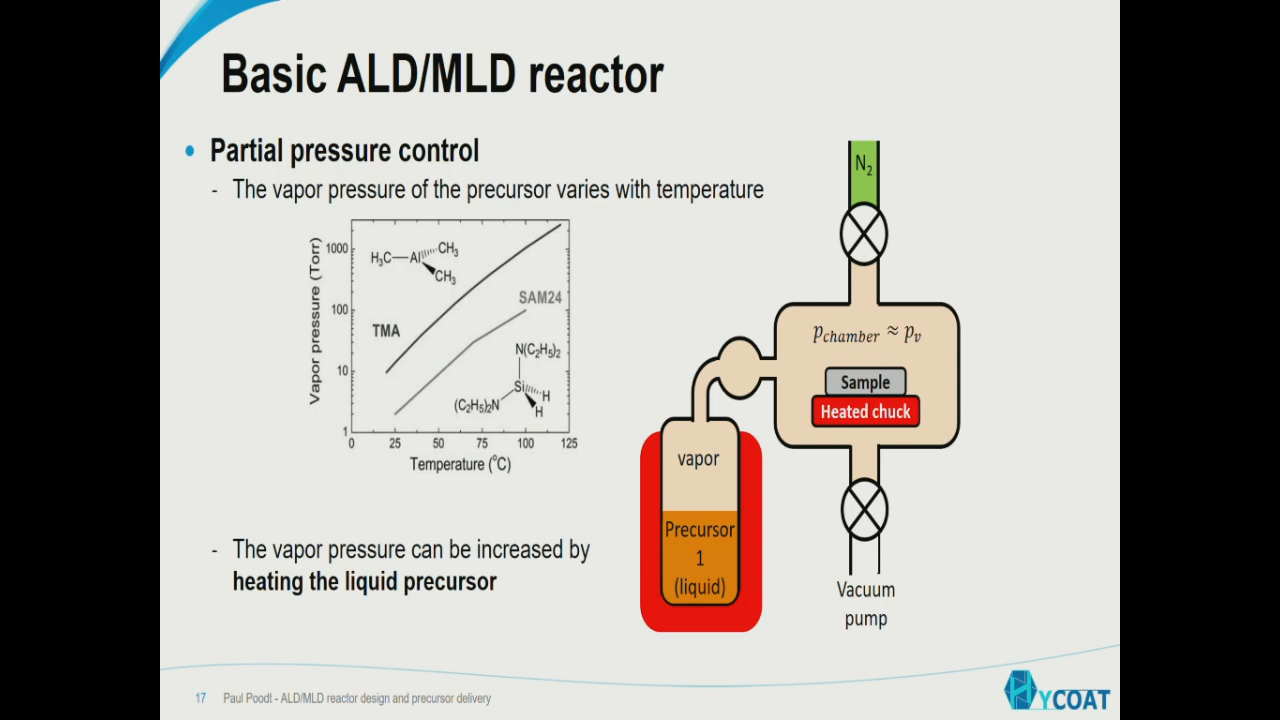 Basic ALD/MLD reactor
• Partial pressure control
- The vapor pressure of the precursor varies with temperature
Vapor pressure (Torr)
1000
100
10
1
0 25 50 75 100 125
Temperature (°C)
H₃C—Al
CH₃
CH₃
TMA
SAM24
N(C₂H₅)₂
Si
H
H
(C₂H₅)₂N
- The vapor pressure can be increased by
heating the liquid precursor
N₂
p_chamber ≈ p_v
Sample
Heated chuck
vapor
Precursor
1
(liquid)
Vacuum
pump
17 Paul Poodt - ALD/MLD reactor design and precursor delivery
HYCOAT